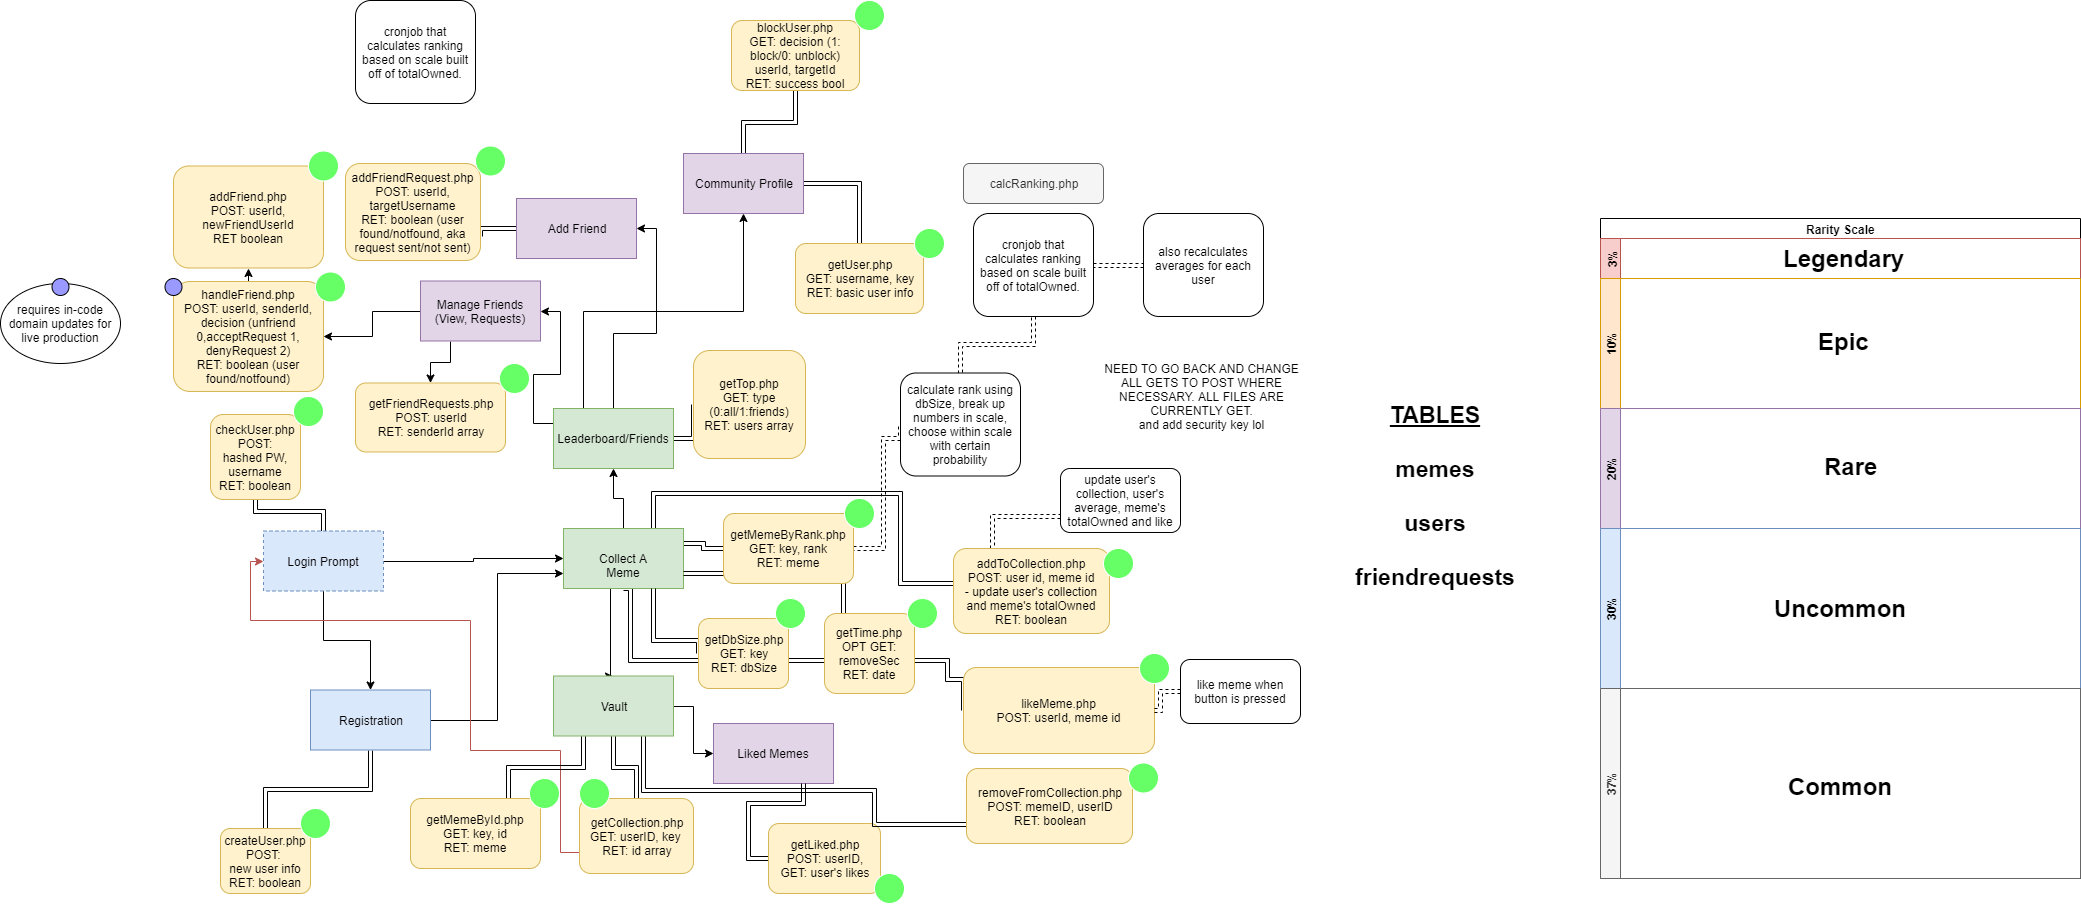 cronjob that
calculates ranking
based on scale built
off of totalOwned.
blockUser.php
GET: decision (1:
block/0: unblock)
userId, targetId
RET: success bool
addFriend.php
POST: userId,
newFriendUserId
RET boolean
addFriendRequest.php
POST: userId,
targetUsername
RET: boolean (user
found/notfound, aka
request sent/not sent)
Add Friend
Community Profile
calcRanking.php
cronjob that
calculates ranking
based on scale built
off of totalOwned.
also recalculates
averages for each
user
getUser.php
GET: username, key
RET: basic user info
requires in-code
domain updates for
live production
handleFriend.php
POST: userId, senderId,
decision (unfriend
0,acceptRequest 1,
denyRequest 2)
RET: boolean (user
found/notfound)
Manage Friends
(View, Requests)
getFriendRequests.php
POST: userId
RET: senderId array
getTop.php
GET: type
(0:all/1:friends)
RET: users array
Leaderboard/Friends
calculate rank using
dbSize, break up
numbers in scale,
choose within scale
with certain
probability
NEED TO GO BACK AND CHANGE
ALL GETS TO POST WHERE
NECESSARY. ALL FILES ARE
CURRENTLY GET.
and add security key lol
checkUser.php
POST:
hashed PW,
username
RET: boolean
Login Prompt
Collect A
Meme
getMemeByRank.php
GET: key, rank
RET: meme
update user's
collection, user's
average, meme's
totalOwned and like
addToCollection.php
POST: user id, meme id
- update user's collection
and meme's totalOwned
RET: boolean
getDbSize.php
GET: key
RET: dbSize
getTime.php
OPT GET:
removeSec
RET: date
likeMeme.php
POST: userId, meme id
like meme when
button is pressed
Registration
Vault
Liked Memes
createUser.php
POST:
new user info
RET: boolean
getMemeById.php
GET: key, id
RET: meme
getCollection.php
GET: userID, key
RET: id array
getLiked.php
POST: userID,
GET: user's likes
removeFromCollection.php
POST: memeID, userID
RET: boolean
TABLES
memes
users
friendrequests
Rarity Scale
3%
Legendary
10%
Epic
20%
Rare
30%
Uncommon
37%
Common